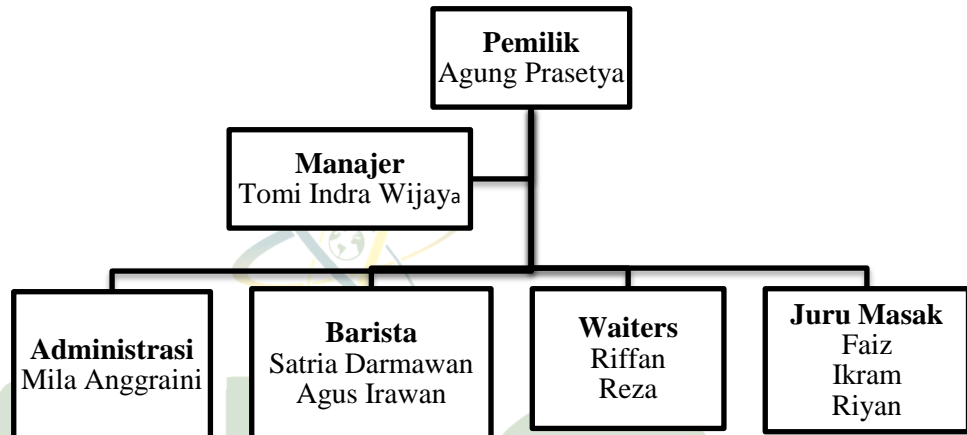 Pemilik
Agung Prasetya
Manajer
Tomi Indra Wijaya
Administrasi
Mila Anggraini
Barista
Satria Darmawan
Agus Irawan
Waiters
Riffan
Reza
Juru Masak
Faiz
Ikram
Riyan